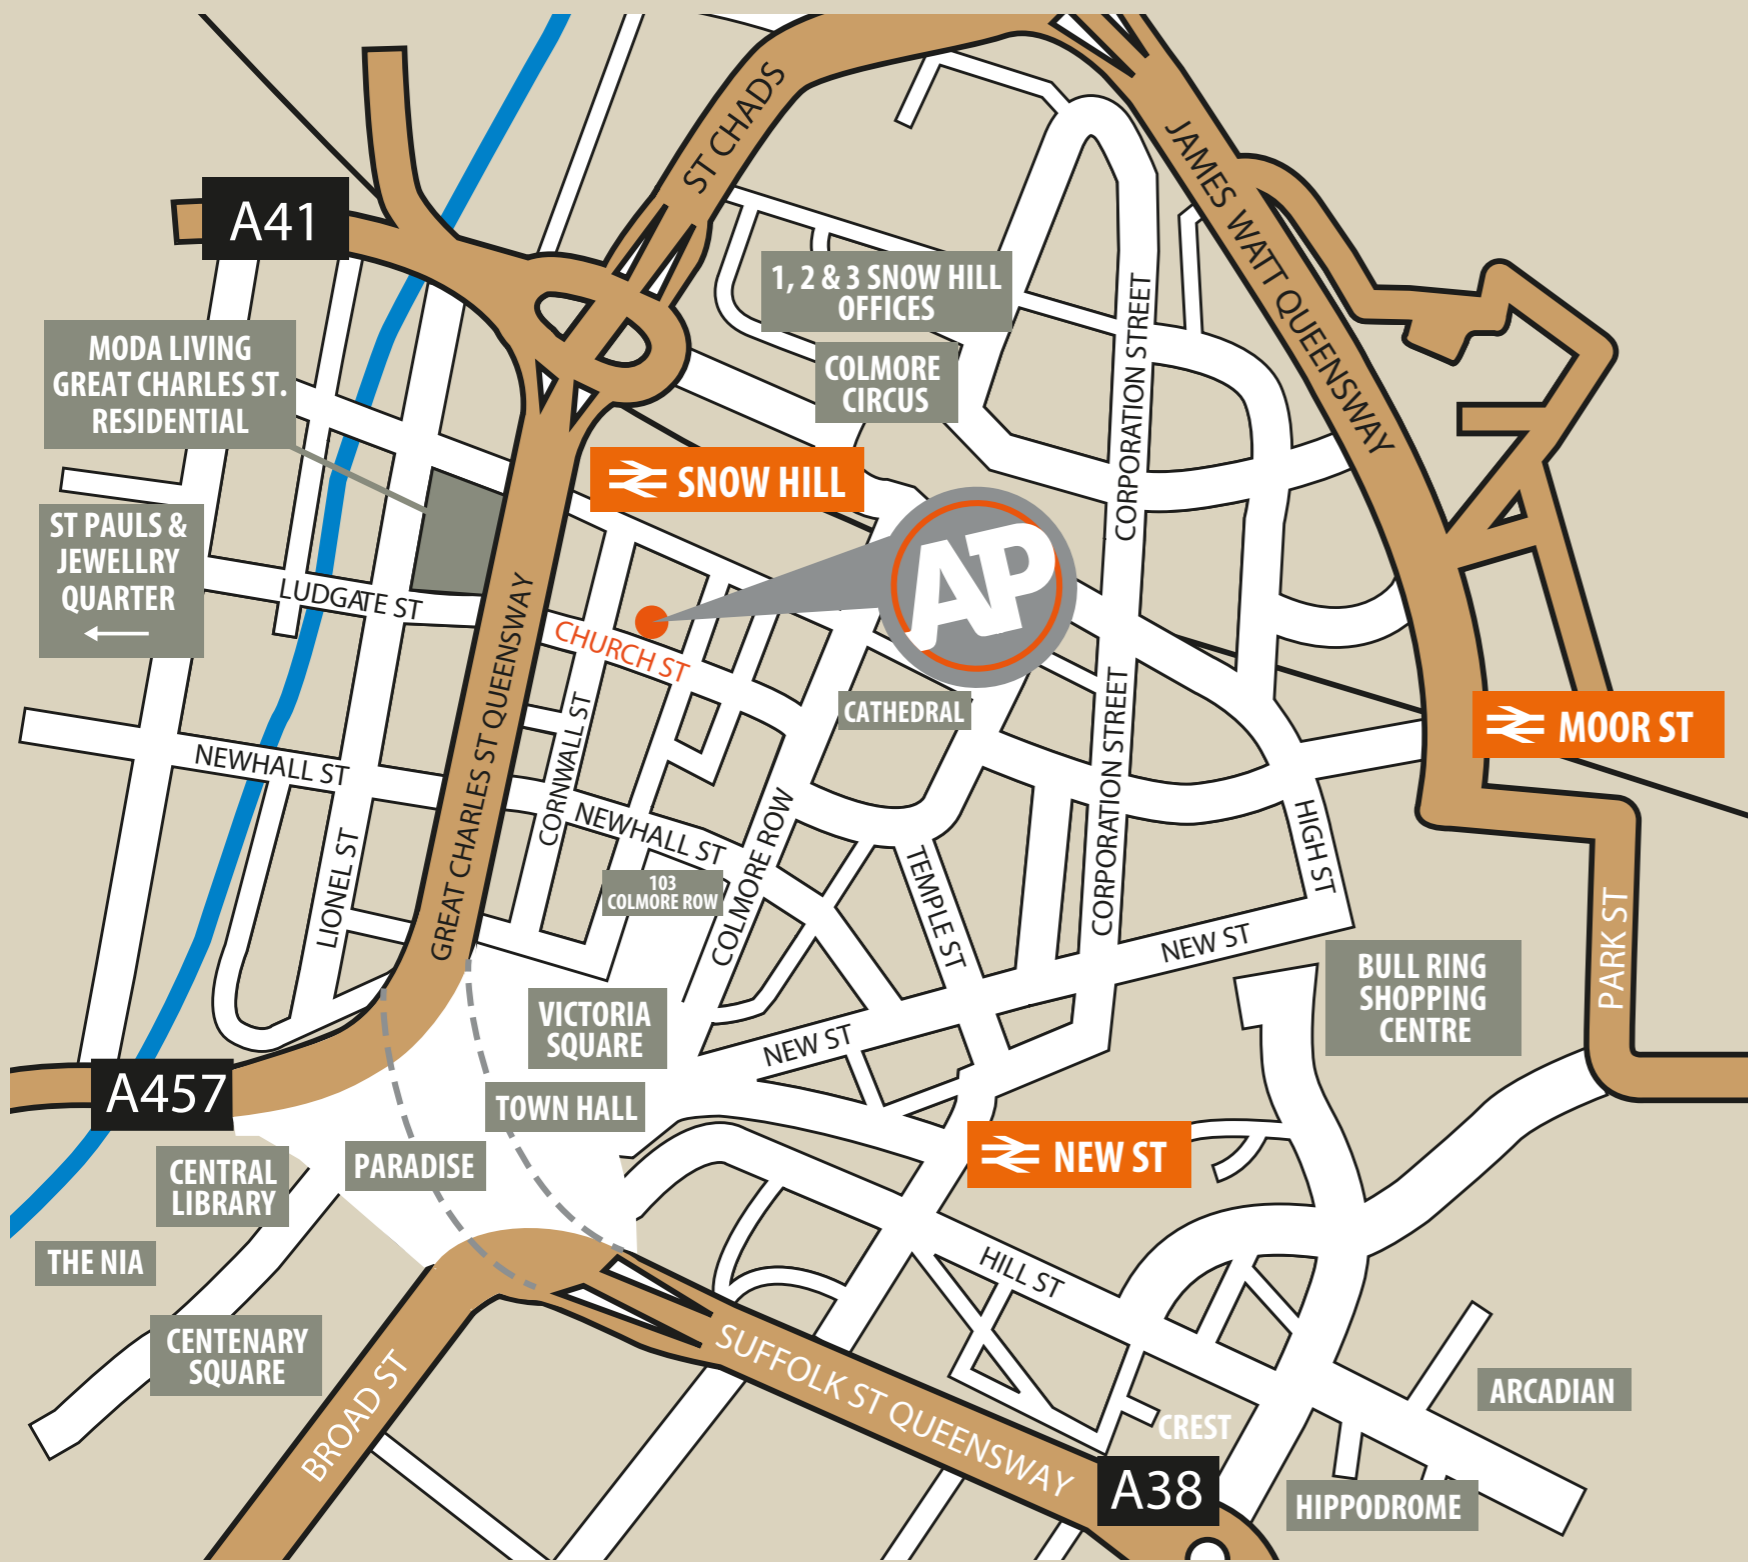 ST CHADS
JAMES WATT QUEENSWAY
A41
1, 2 & 3 SNOW HILL
OFFICES
MODA LIVING
GREAT CHARLES ST.
RESIDENTIAL
COLMORE
CIRCUS
CORPORATION STREET
SNOW HILL
ST PAULS &
JEWELLRY
QUARTER
AP
LUDGATE ST
CHURCH ST
GREAT CHARLES ST QUEENSWAY
CATHEDRAL
CORPORATION STREET
MOOR ST
NEWHALL ST
CORNWALL ST
NEWHALL ST
COLMORE ROW
HIGH ST
LIONEL ST
103
COLMORE ROW
TEMPLE ST
NEW ST
PARK ST
BULL RING
SHOPPING
CENTRE
VICTORIA
SQUARE
NEW ST
A457
TOWN HALL
NEW ST
PARADISE
CENTRAL
LIBRARY
THE NIA
HILL ST
CENTENARY
SQUARE
BROAD ST
SUFFOLK ST QUEENSWAY
ARCADIAN
CREST
A38
HIPPODROME